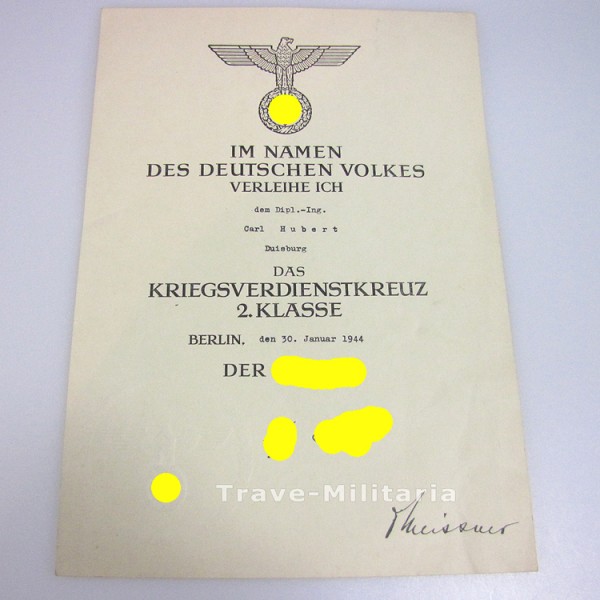 IM NAMEN
DES DEUTSCHEN VOLKES
VERLEIHE ICH
dem Dipl.-Ing.
Carl H u b e r t
Duisburg
DAS
KRIEGSVERDIENSTKREUZ
2. KLASSE
BERLIN, den 30. Januar 1944
DER
Trave-Militaria
Meissner